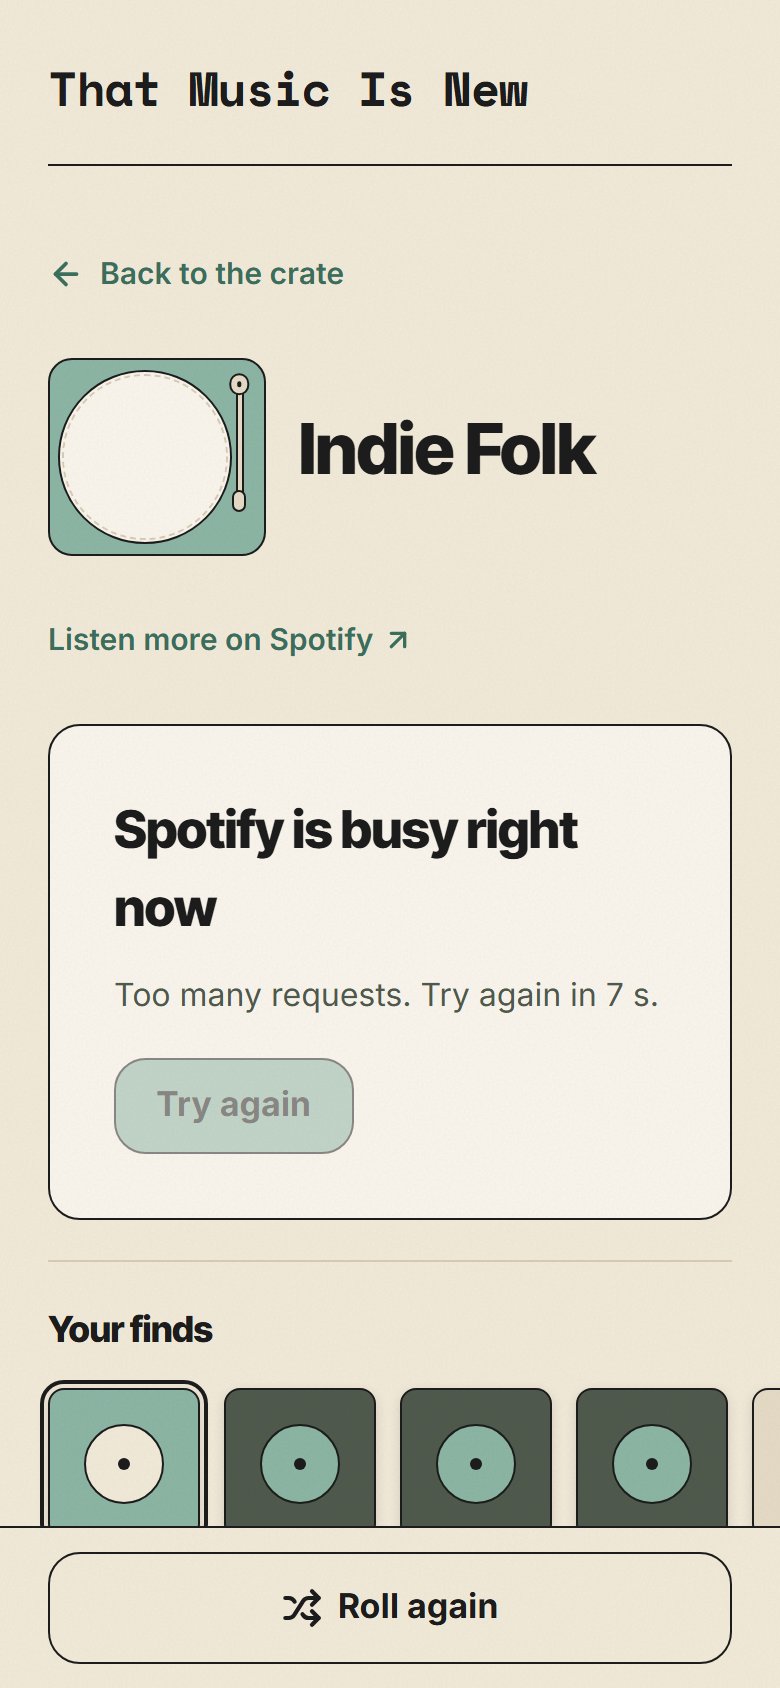 That Music Is New
Back to the crate
Indie Folk
Listen more on Spotify
Spotify is busy right
now
Too many requests. Try again in 7 s.
Try again
Your finds
Roll again